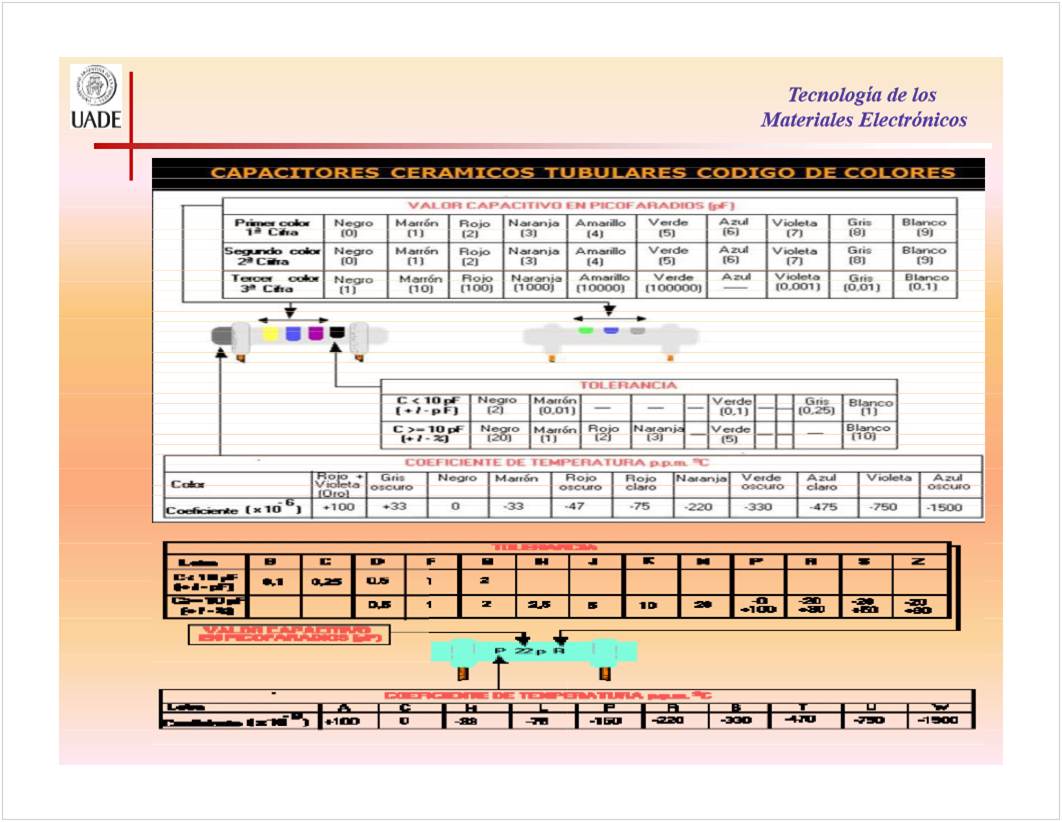 UADE
Tecnología de los
Materiales Electrónicos
CAPACITORES CERAMICOS TUBULARES CODIGO DE COLORES
VALOR CAPACITIVO EN PICOFARADIOS (pF)
Primer color 1ª Cifra Negro (0) Marrón (1) Rojo (2) Naranja (3) Amarillo (4) Verde (5) Azul (6) Violeta (7) Gris (8) Blanco (9)
Segundo color 2ª Cifra Negro (0) Marrón (1) Rojo (2) Naranja (3) Amarillo (4) Verde (5) Azul (6) Violeta (7) Gris (8) Blanco (9)
Tercer color 3ª Cifra Negro (1) Marrón (10) Rojo (100) Naranja (1000) Amarillo (10000) Verde (100000) Azul — Violeta (0,001) Gris (0,01) Blanco (0,1)
TOLERANCIA
C < 10 pF (+ / - pF) Negro (2) Marrón (0,01) — — — Verde (0,1) — — Gris (0,25) Blanco (1)
C >= 10 pF (+ / - %) Negro (20) Marrón (1) Rojo (2) Naranja (3) — Verde (5) — Blanco (10)
COEFICIENTE DE TEMPERATURA p.p.m. ºC
Color Rojo + Violeta (Oro) Gris oscuro Negro Marrón Rojo oscuro Rojo claro Naranja Verde oscuro Azul claro Violeta Azul oscuro
Coeficiente (x10 -6) +100 +33 0 -33 -47 -75 -220 -330 -475 -750 -1500
TOLERANCIA
Letra B C D F G H J K M P R S Z
C < 10 pF (+ / - pF) 0,1 0,25 0,5 1 2
C >= 10 pF (+ / - %) 0,5 1 2 2,5 5 10 20 -0 +100 -20 -20 -20
VALOR CAPACITIVO
EN PICOFARADIOS (pF)
P 22 p R
COEFICIENTE DE TEMPERATURA p.p.m. ºC
Letra A C H L P R S T U W
Coeficiente (x10) +100 0 -75 -150 -220 -330 -470 -750 -1500